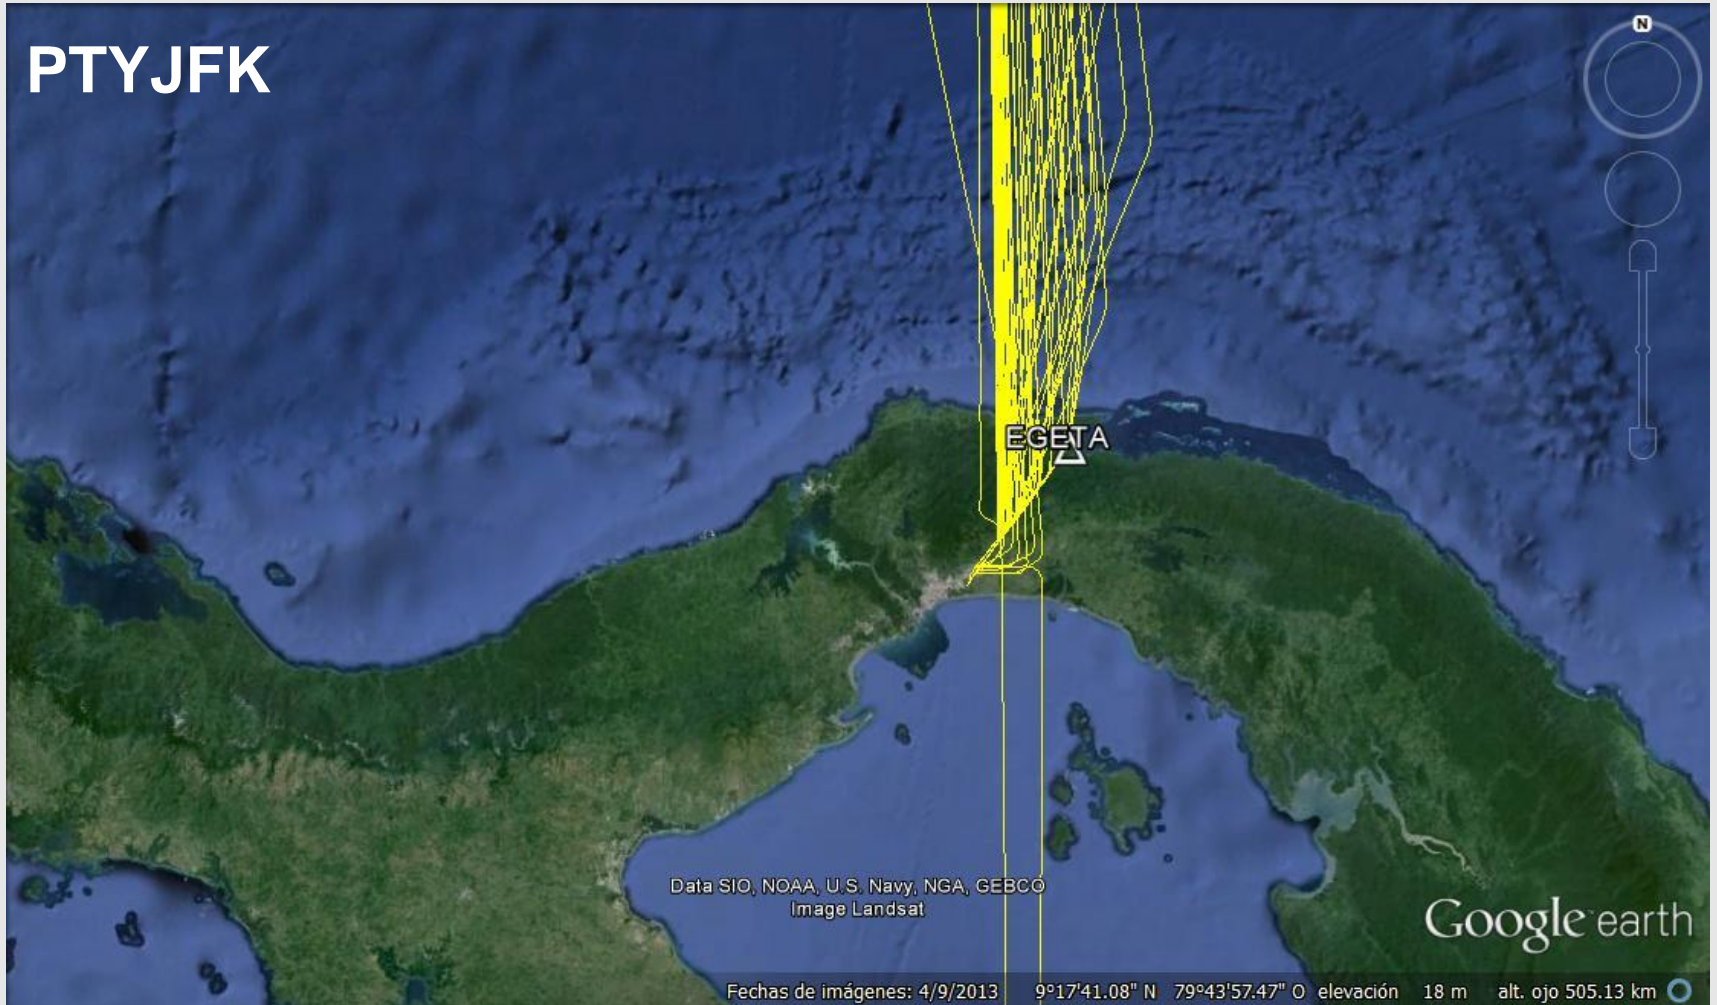 PTYJFK
N
EGETA
Data SIO, NOAA, U.S. Navy, NGA, GEBCO
Image Landsat
Google earth
Fechas de imágenes: 4/9/2013 9°17'41.08" N 79°43'57.47" O elevación 18 m alt. ojo 505.13 km